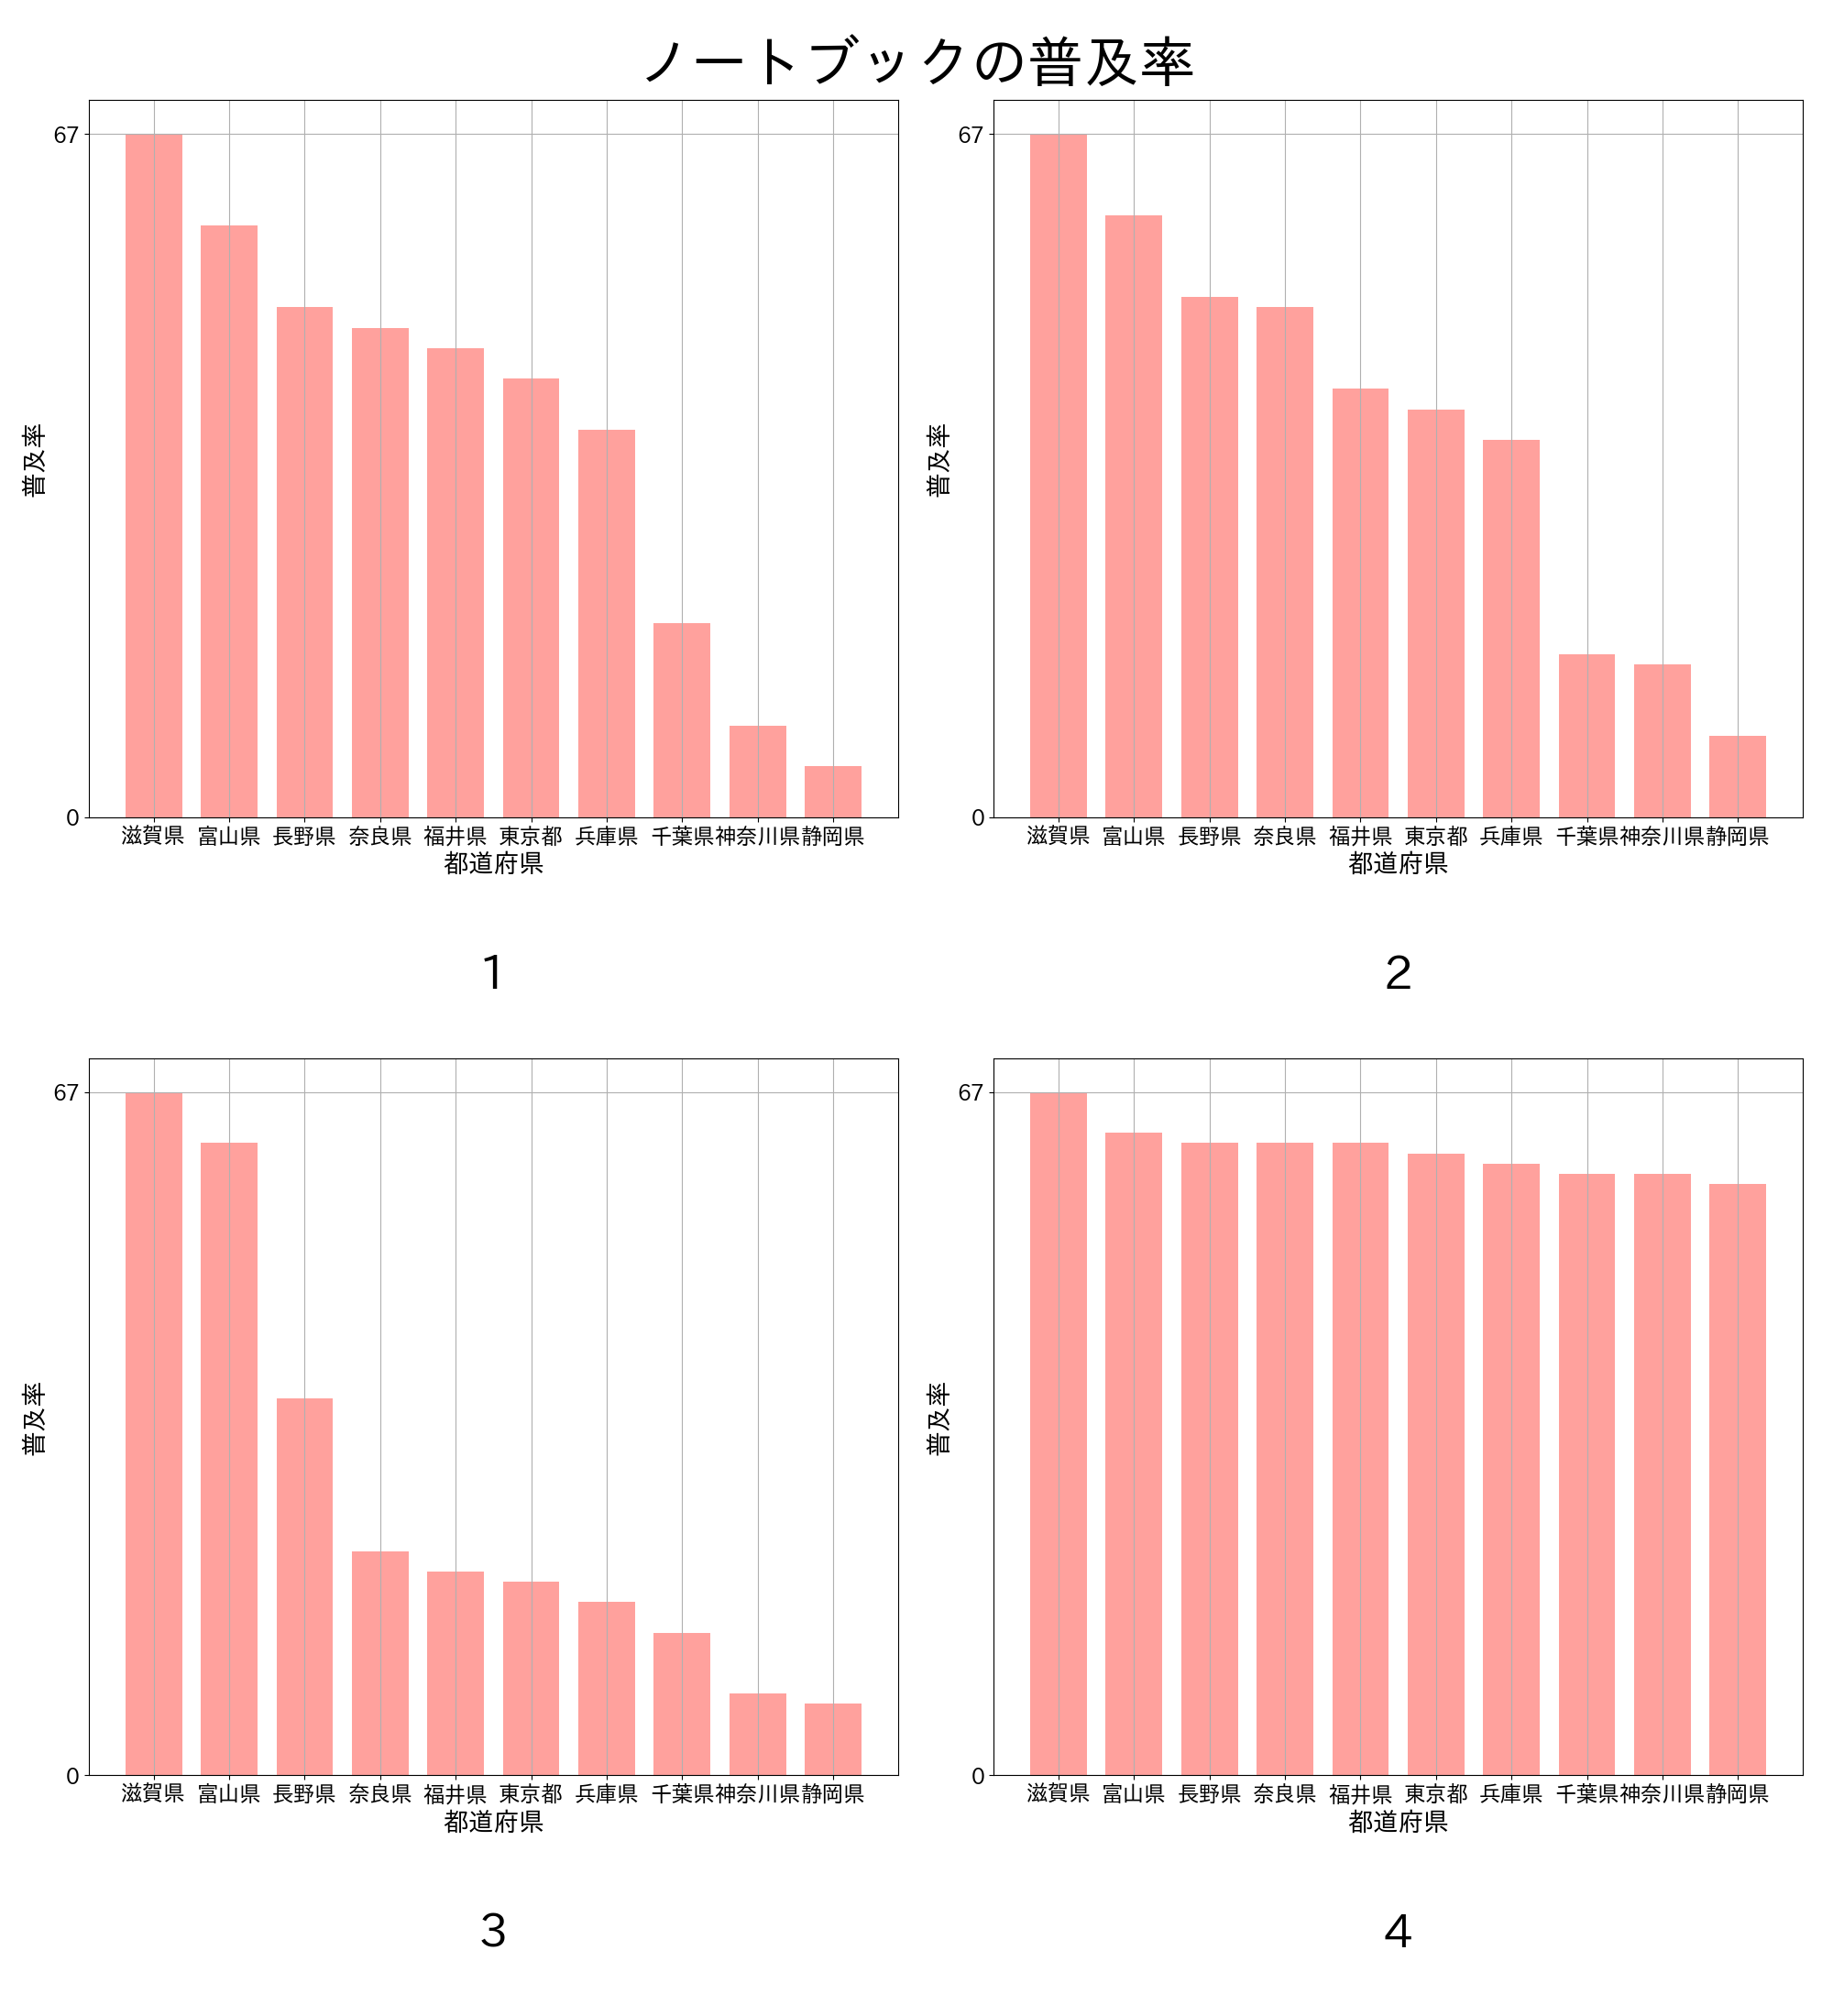 ノートブックの普及率
67
0
普及率
滋賀県 富山県 長野県 奈良県 福井県 東京都 兵庫県 千葉県 神奈川県 静岡県
都道府県
1
67
0
普及率
滋賀県 富山県 長野県 奈良県 福井県 東京都 兵庫県 千葉県 神奈川県 静岡県
都道府県
2
67
0
普及率
滋賀県 富山県 長野県 奈良県 福井県 東京都 兵庫県 千葉県 神奈川県 静岡県
都道府県
3
67
0
普及率
滋賀県 富山県 長野県 奈良県 福井県 東京都 兵庫県 千葉県 神奈川県 静岡県
都道府県
4